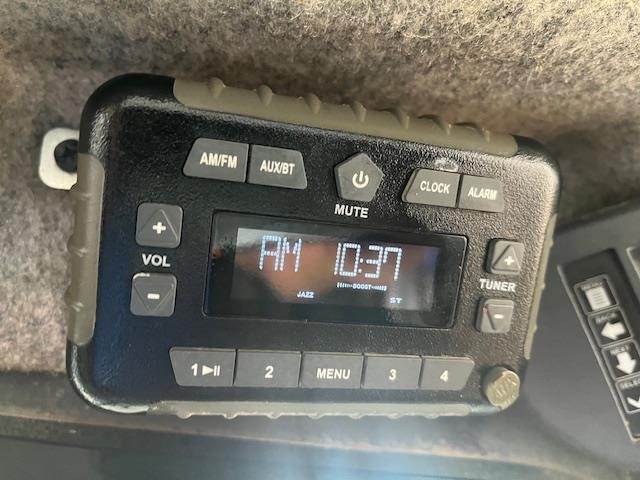 AM/FM AUX/BT CLOCK ALARM
MUTE
+ VOL -
AM 10:37
BOOST
JAZZ ST
+ TUNER -
1 2 MENU 3 4